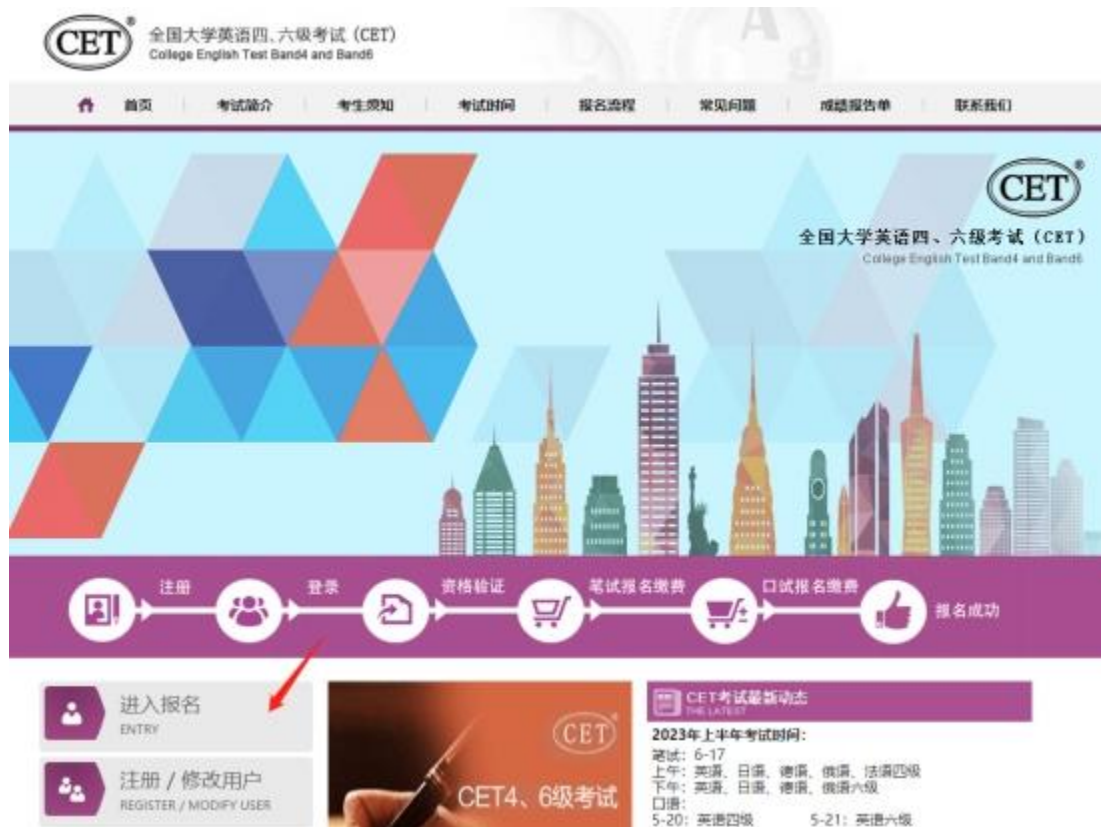 CET®
全国大学英语四、六级考试 (CET)
College English Test Band4 and Band6
首页 考试简介 考生须知 考试时间 报名流程 常见问题 成绩报告单 联系我们
CET®
全国大学英语四、六级考试 (CET)
College English Test Band4 and Band6
注册 登录 资格验证 笔试报名缴费 口试报名缴费 报名成功
进入报名
ENTRY
注册 / 修改用户
REGISTER / MODIFY USER
CET
CET4、6级考试
CET考试最新动态
THE LATEST
2023年上半年考试时间：
笔试：6-17
上午：英语、日语、德语、俄语、法语四级
下午：英语、日语、德语、俄语六级
口语：
5-20：英语四级 5-21：英语六级